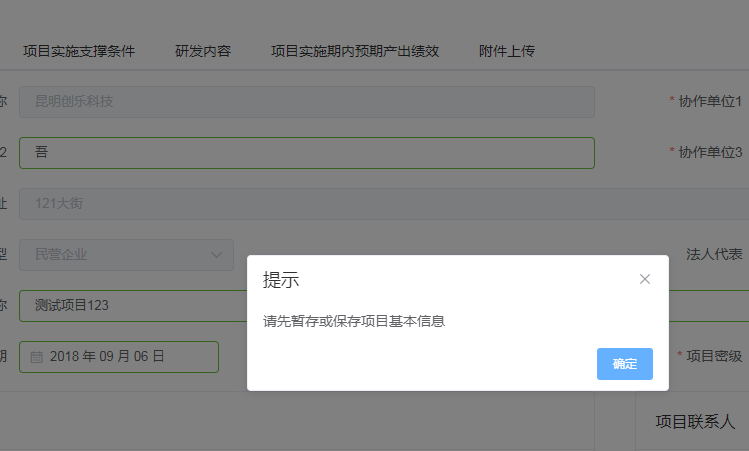 项目实施支撑条件 研发内容 项目实施期内预期产出绩效 附件上传
称 昆明创乐科技 * 协作单位1
2 吾 * 协作单位3
址 121大街
型 民营企业 法人代表
提示
称 测试项目123
请先暂存或保存项目基本信息
期 2018 年 09 月 06 日 * 项目密级
确定
项目联系人